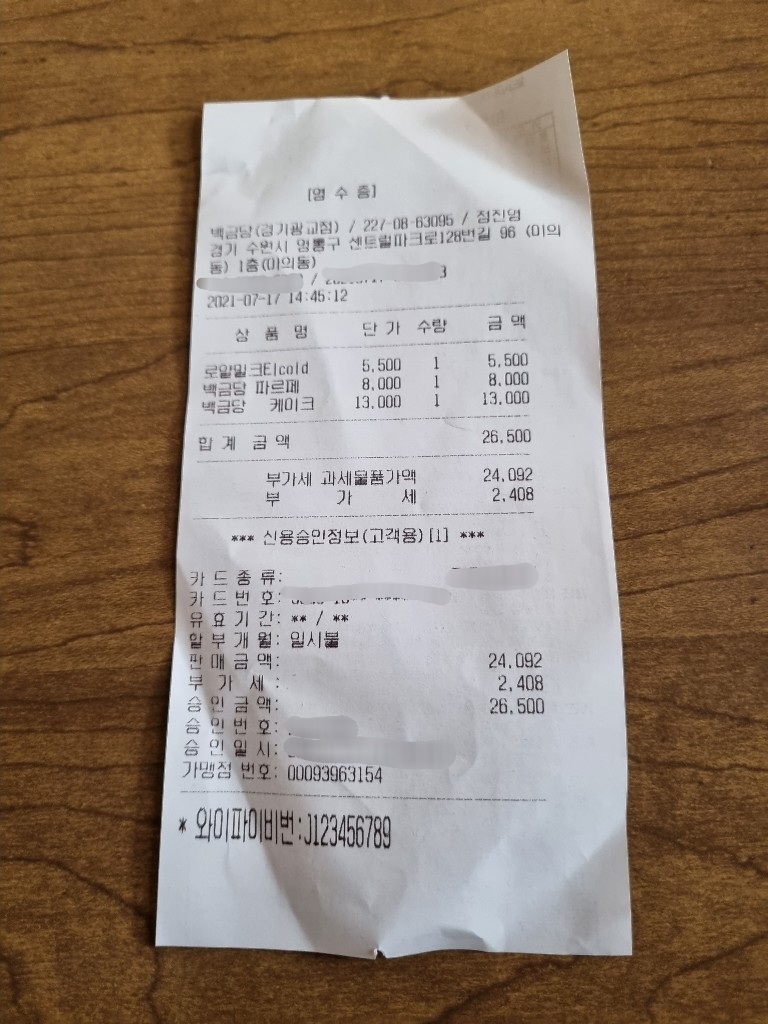 [영 수 증]
백금당(경기광교점) / 227-08-63095 / 정진영
경기 수원시 영통구 센트럴파크로128번길 96 (이의
동) 1층(이의동)
/
2021-07-17 14:45:12
상 품 명 단 가 수량 금 액
로얄밀크티cold 5,500 1 5,500
백금당 파르페 8,000 1 8,000
백금당 케이크 13,000 1 13,000
합 계 금 액 26,500
부가세 과세물품가액 24,092
부 가 세 2,408
*** 신용승인정보(고객용)[1] ***
카 드 종 류:
카 드 번 호:
유 효 기 간: ** / **
할 부 개 월: 일시불
판 매 금 액: 24,092
부 가 세 : 2,408
승 인 금 액: 26,500
승 인 번 호:
승 인 일 시:
가맹점 번호: 00093963154
* 와이파이비번:J123456789